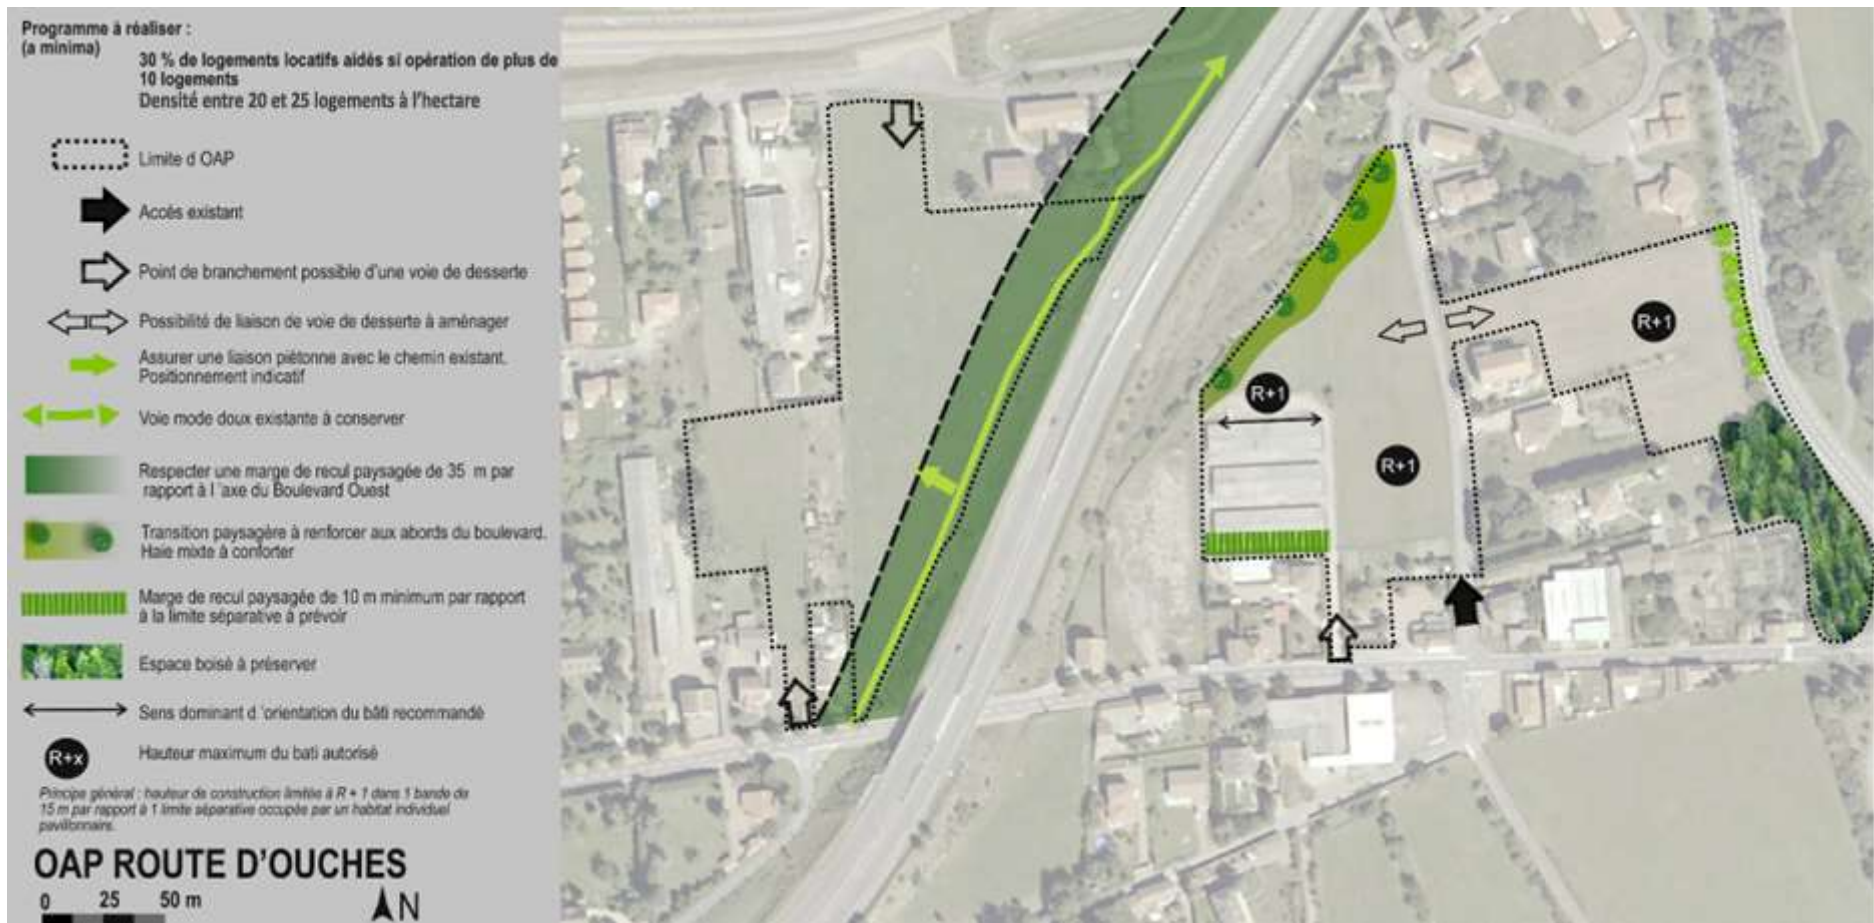 Programme à réaliser :
(a minima)
30 % de logements locatifs aidés si opération de plus de
10 logements
Densité entre 20 et 25 logements à l'hectare
Limite d OAP
Accès existant
Point de branchement possible d'une voie de desserte
Possibilité de liaison de voie de desserte à aménager
Assurer une liaison piétonne avec le chemin existant.
Positionnement indicatif
Voie mode doux existante à conserver
Respecter une marge de recul paysagée de 35 m par
rapport à l 'axe du Boulevard Ouest
Transition paysagère à renforcer aux abords du boulevard.
Haie mixte à conforter
Marge de recul paysagée de 10 m minimum par rapport
à la limite séparative à prévoir
Espace boisé à préserver
Sens dominant d 'orientation du bâti recommandé
R+x
Hauteur maximum du bati autorisé
Principe général : hauteur de construction limitée à R + 1 dans 1 bande de
15 m par rapport à 1 limite séparative occupée par un habitat individuel
pavillonnaire.
OAP ROUTE D'OUCHES
0 25 50 m
N
R+1
R+1
R+1